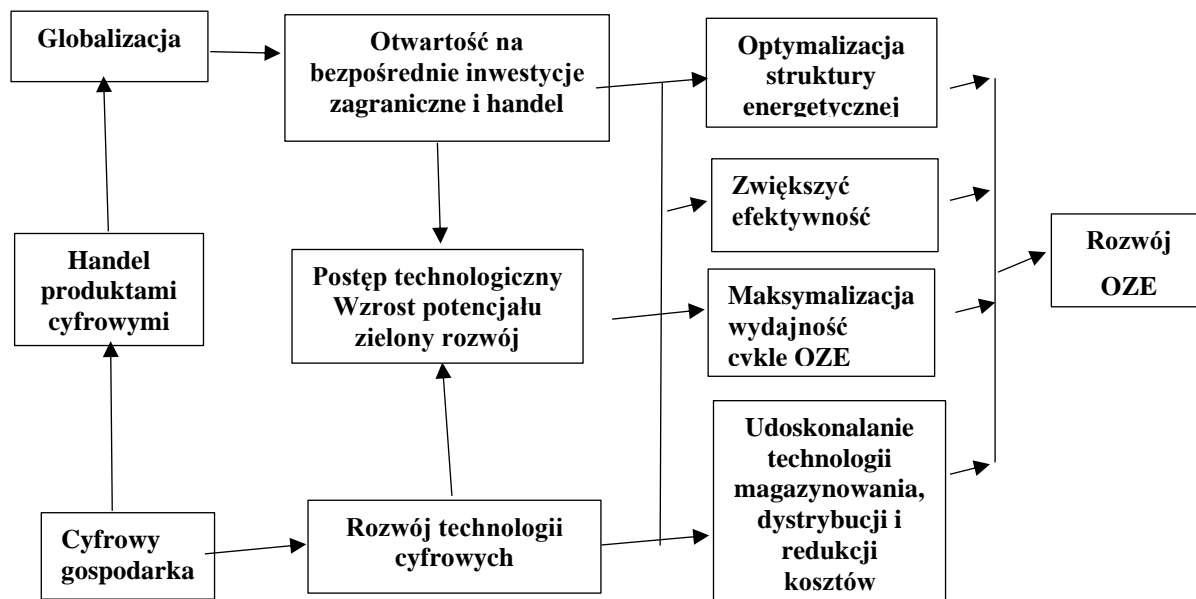 Globalizacja
Otwartość na
bezpośrednie inwestycje
zagraniczne i handel
Optymalizacja
struktury
energetycznej
Zwiększyć
efektywność
Handel
produktami
cyfrowymi
Postęp technologiczny
Wzrost potencjału
zielony rozwój
Maksymalizacja
wydajność
cykle OZE
Rozwój
OZE
Cyfrowy
gospodarka
Rozwój technologii
cyfrowych
Udoskonalanie
technologii
magazynowania,
dystrybucji i
redukcji
kosztów